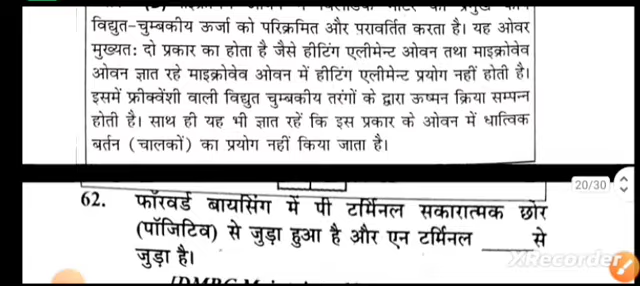 विद्युत-चुम्बकीय ऊर्जा को परिक्रमित और परावर्तित करता है। यह ओवर
मुख्यत: दो प्रकार का होता है जैसे हीटिंग एलीमेन्ट ओवन तथा माइक्रोवेव
ओवन ज्ञात रहे माइक्रोवेव ओवन में हीटिंग एलीमेन्ट प्रयोग नहीं होती है।
इसमें फ्रीक्वेंशी वाली विद्युत चुम्बकीय तरंगों के द्वारा ऊष्मन क्रिया सम्पन्न
होती है। साथ ही यह भी ज्ञात रहें कि इस प्रकार के ओवन में धात्विक
बर्तन (चालकों) का प्रयोग नहीं किया जाता है।
20/30
62. फॉरवर्ड बायसिंग में पी टर्मिनल सकारात्मक छोर
(पॉजिटिव) से जुड़ा हुआ है और एन टर्मिनल _____ से
जुड़ा है।
XRecorder